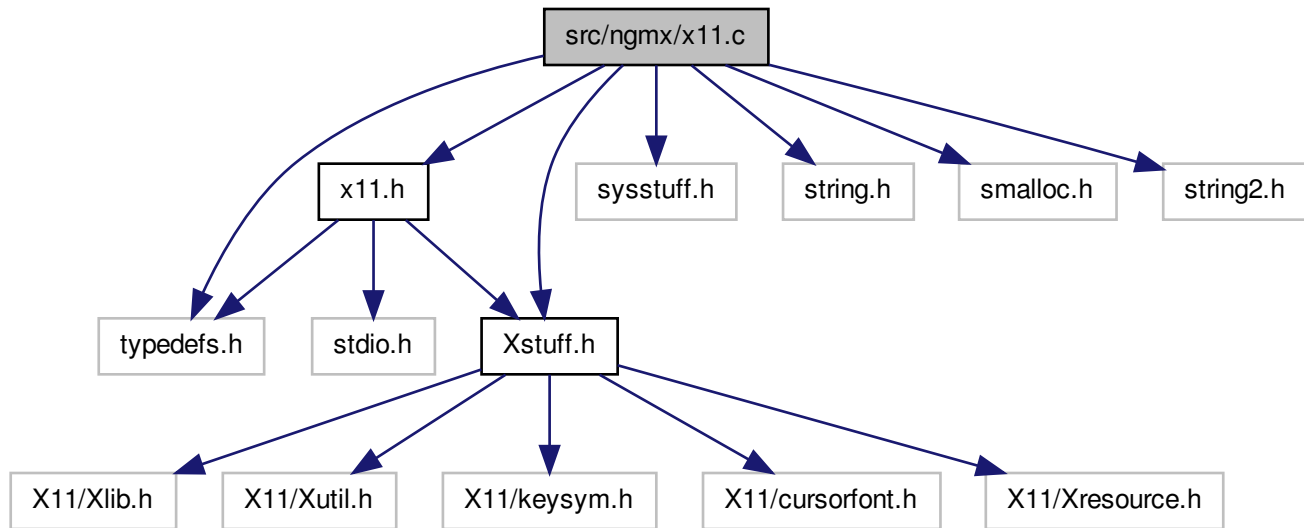 src/ngmx/x11.c
x11.h
sysstuff.h
string.h
smalloc.h
string2.h
typedefs.h
stdio.h
Xstuff.h
X11/Xlib.h
X11/Xutil.h
X11/keysym.h
X11/cursorfont.h
X11/Xresource.h